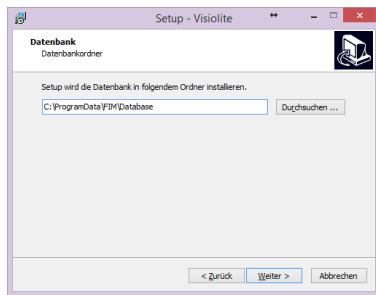 Setup - Visiolite
Datenbank
Datenbankordner
Setup wird die Datenbank in folgendem Ordner installieren.
C:\ProgramData\FIM\Database
Durchsuchen ...
< Zurück
Weiter >
Abbrechen